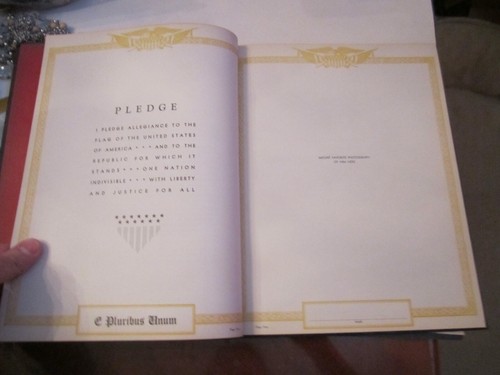 PLEDGE
I PLEDGE ALLEGIANCE TO THE
FLAG OF THE UNITED STATES
OF AMERICA • • • AND TO THE
REPUBLIC FOR WHICH IT
STANDS • • • ONE NATION
INDIVISIBLE • • • WITH LIBERTY
AND JUSTICE FOR ALL
E Pluribus Unum